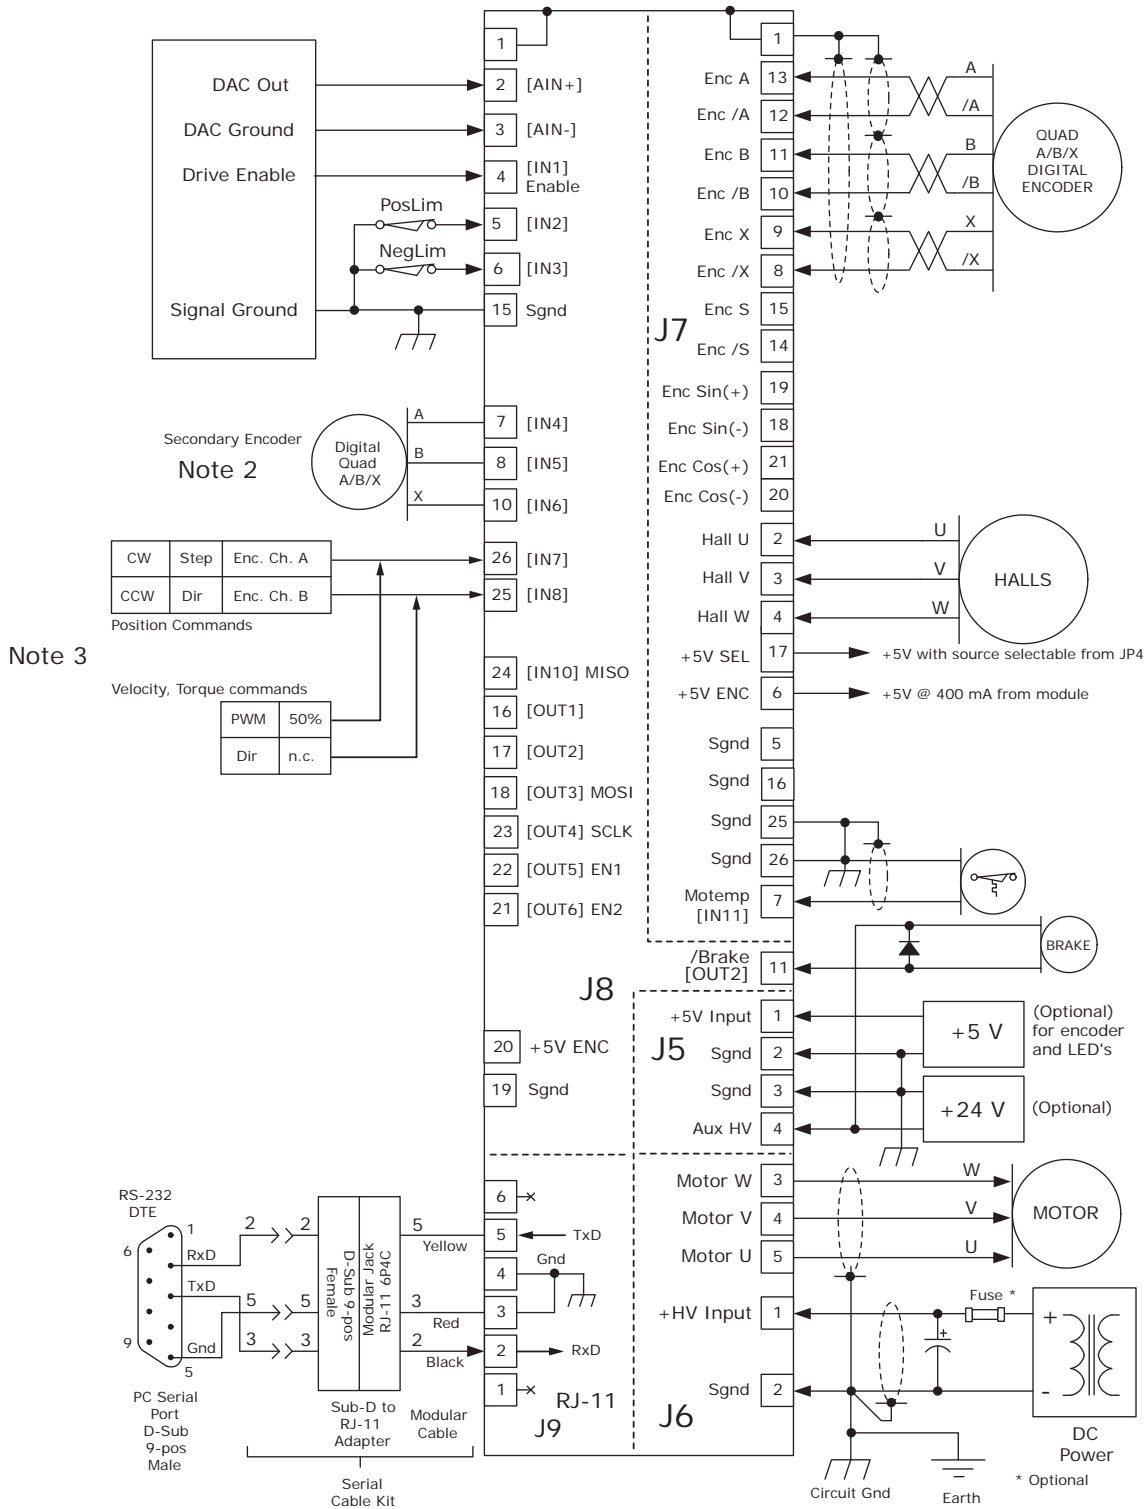 DAC Out
DAC Ground
Drive Enable
PosLim
NegLim
Signal Ground
1
2 [AIN+]
3 [AIN-]
4 [IN1]
Enable
5 [IN2]
6 [IN3]
15 Sgnd
Secondary Encoder
Note 2
Digital
Quad
A/B/X
A
B
X
7 [IN4]
8 [IN5]
10 [IN6]
CW Step Enc. Ch. A
CCW Dir Enc. Ch. B
Position Commands
26 [IN7]
25 [IN8]
Note 3
Velocity, Torque commands
PWM 50%
Dir n.c.
24 [IN10] MISO
16 [OUT1]
17 [OUT2]
18 [OUT3] MOSI
23 [OUT4] SCLK
22 [OUT5] EN1
21 [OUT6] EN2
J8
20 +5V ENC
19 Sgnd
J7
1
Enc A 13
Enc /A 12
Enc B 11
Enc /B 10
Enc X 9
Enc /X 8
Enc S 15
Enc /S 14
Enc Sin(+) 19
Enc Sin(-) 18
Enc Cos(+) 21
Enc Cos(-) 20
A
/A
B
/B
X
/X
QUAD
A/B/X
DIGITAL
ENCODER
Hall U 2
Hall V 3
Hall W 4
U
V
W
HALLS
+5V SEL 17 +5V with source selectable from JP4
+5V ENC 6 +5V @ 400 mA from module
Sgnd 5
Sgnd 16
Sgnd 25
Sgnd 26
Motemp 7
[IN11]
/Brake
[OUT2] 11
BRAKE
J5
+5V Input 1
Sgnd 2
Sgnd 3
Aux HV 4
+5 V
(Optional)
for encoder
and LED's
+24 V
(Optional)
Motor W 3
Motor V 4
Motor U 5
W
V
U
MOTOR
+HV Input 1
Sgnd 2
J6
Fuse *
+
+
-
DC
Power
* Optional
Circuit Gnd
Earth
RS-232
DTE
1
6
RxD
TxD
9
Gnd
5
PC Serial
Port
D-Sub
9-pos
Male
2 2
5 5
3 3
D-Sub 9-pos
Female
Modular Jack
RJ-11 6P4C
Sub-D to
RJ-11
Adapter
5
Yellow
3
Red
2
Black
Modular
Cable
Serial
Cable Kit
6
5 TxD
4 Gnd
3
2 RxD
1
RJ-11
J9